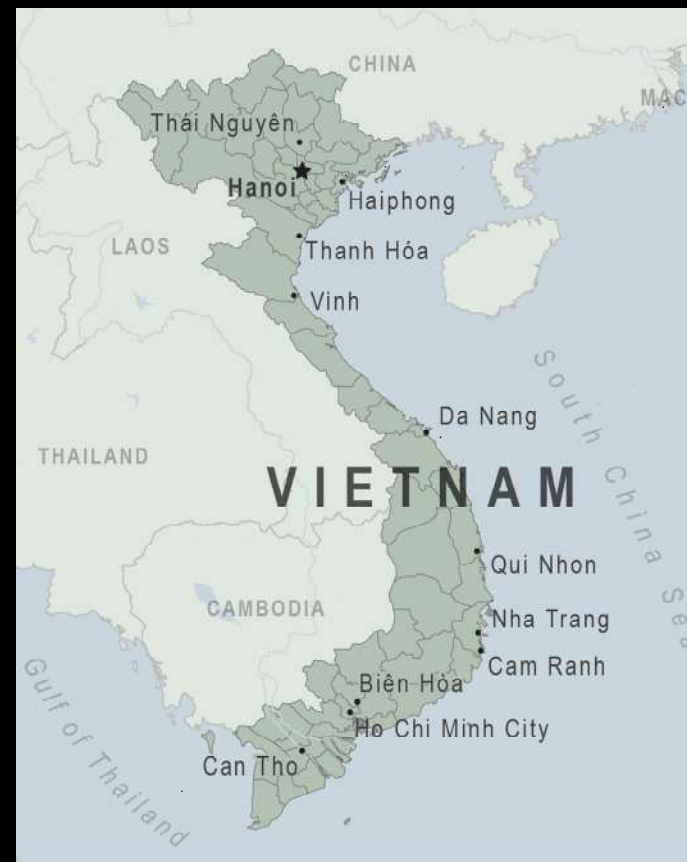 CHINA
MAC
Thái Nguyên
Hanoi
Haiphong
LAOS
Thanh Hóa
Vinh
South China Sea
Da Nang
THAILAND
VIETNAM
Qui Nhon
CAMBODIA
Nha Trang
Cam Ranh
Gulf of Thailand
Biên Hòa
Ho Chi Minh City
Can Tho